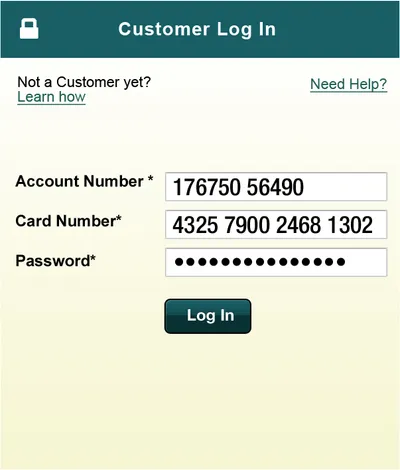 Customer Log In
Not a Customer yet?
Learn how
Need Help?
Account Number * 176750 56490
Card Number* 4325 7900 2468 1302
Password* •••••••••••••••
Log In